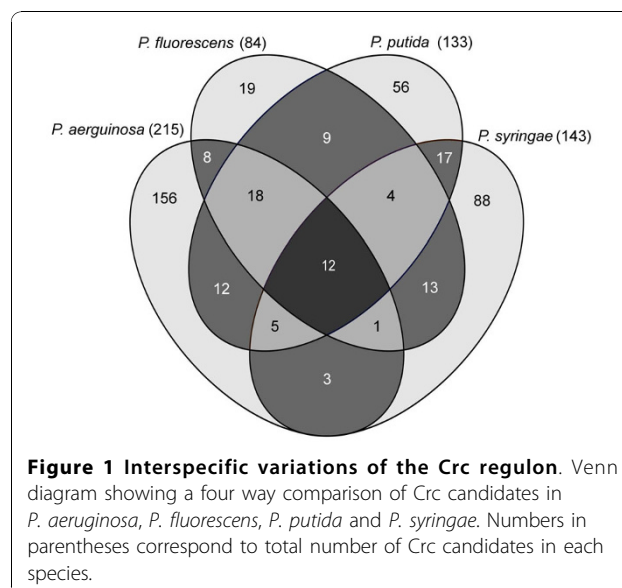 P. fluorescens (84)
P. putida (133)
P. aerguinosa (215)
P. syringae (143)
19
56
9
8
17
156
18
4
88
12
12
13
5
1
3
Figure 1 Interspecific variations of the Crc regulon. Venn
diagram showing a four way comparison of Crc candidates in
P. aeruginosa, P. fluorescens, P. putida and P. syringae. Numbers in
parentheses correspond to total number of Crc candidates in each
species.